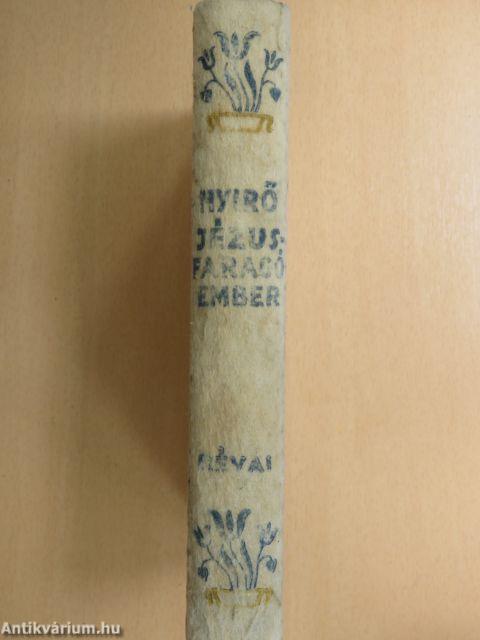 NYIRŐ
JÉZUS-
FARAGÓ
EMBER
RÉVAI
Antikvárium.hu